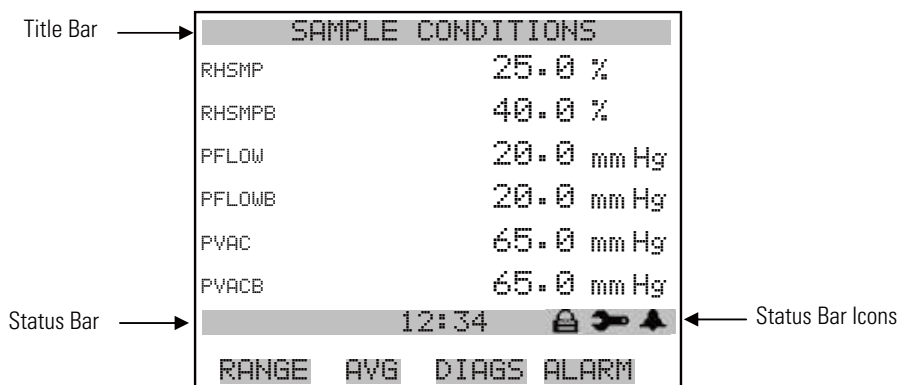 Title Bar
SAMPLE CONDITIONS
RHSMP 25.0 %
RHSMPB 40.0 %
PFLOW 20.0 mm Hg
PFLOWB 20.0 mm Hg
PVAC 65.0 mm Hg
PVACB 65.0 mm Hg
Status Bar 12:34 Status Bar Icons
RANGE AVG DIAGS ALARM